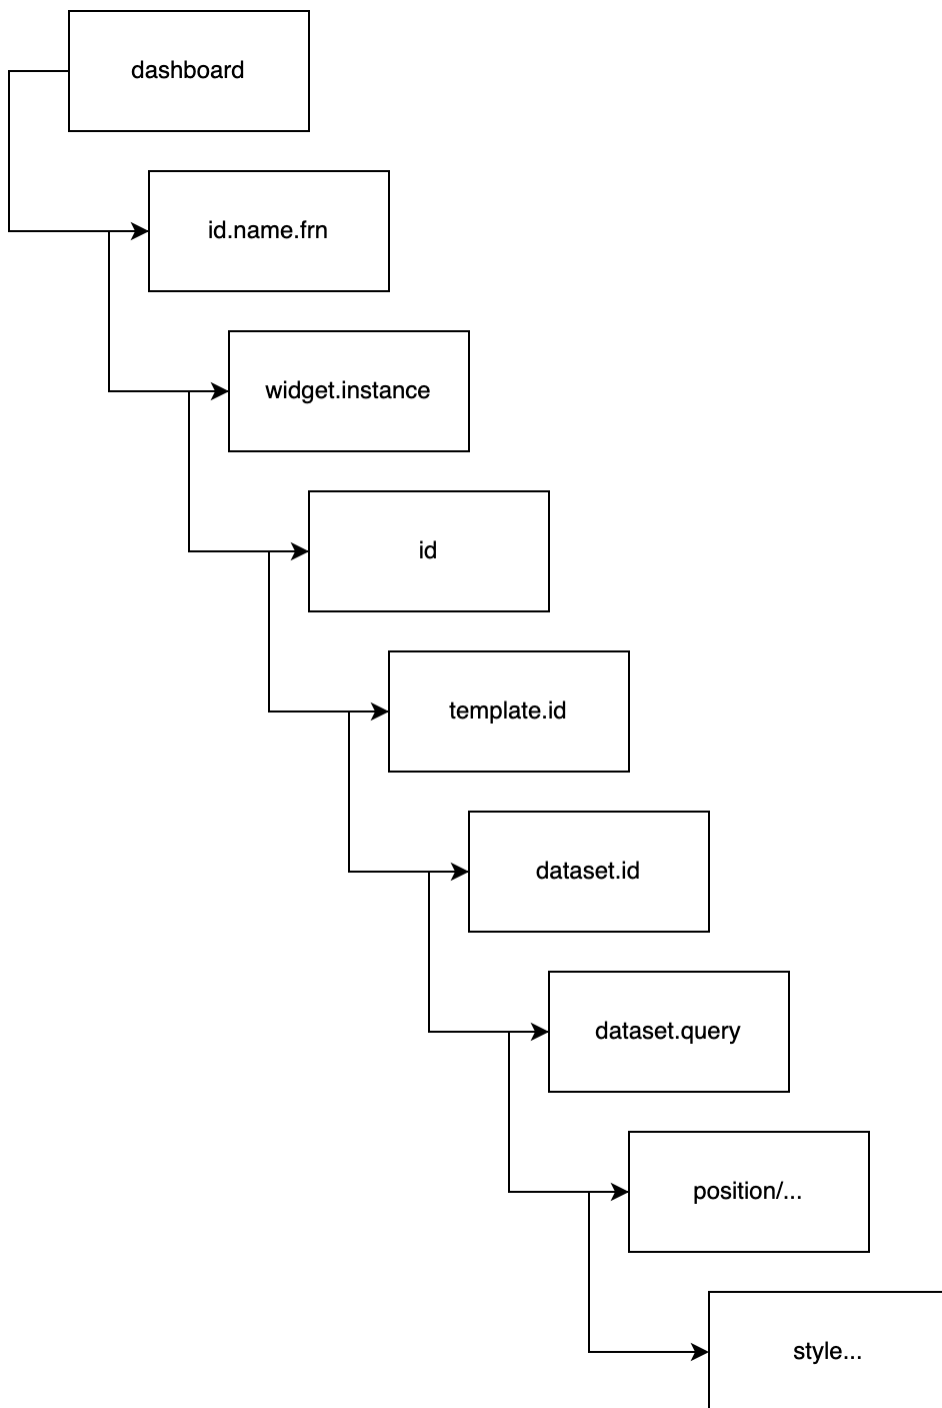 dashboard
id.name.frn
widget.instance
id
template.id
dataset.id
dataset.query
position/...
style...